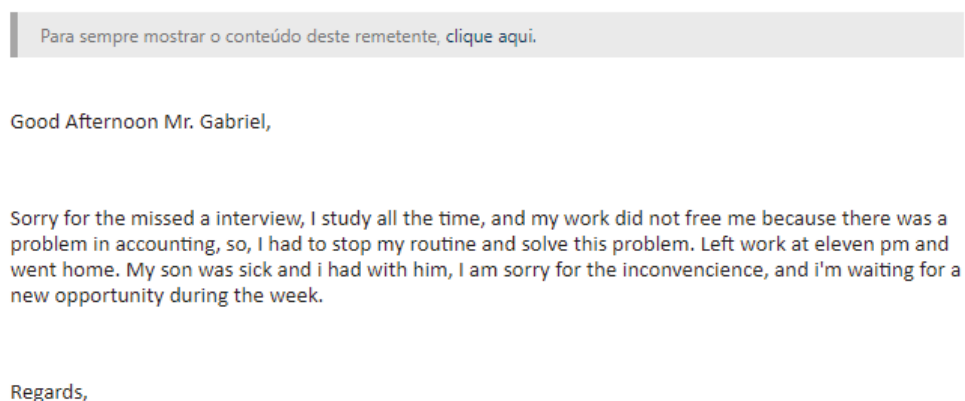 Para sempre mostrar o conteúdo deste remetente, clique aqui.
Good Afternoon Mr. Gabriel,
Sorry for the missed a interview, I study all the time, and my work did not free me because there was a
problem in accounting, so, I had to stop my routine and solve this problem. Left work at eleven pm and
went home. My son was sick and i had with him, I am sorry for the inconvencience, and i'm waiting for a
new opportunity during the week.
Regards,